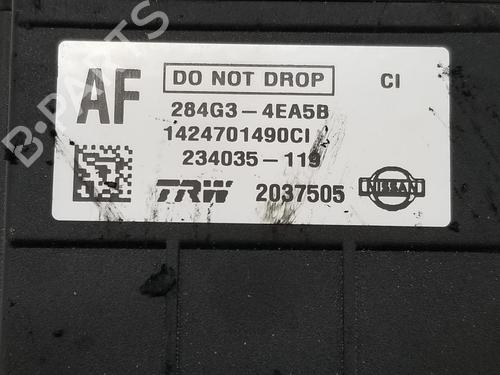 B-PARTS
AF
DO NOT DROP
CI
284G3-4EA5B
1424701490CI
234035-119
TRW
2037505
NISSAN